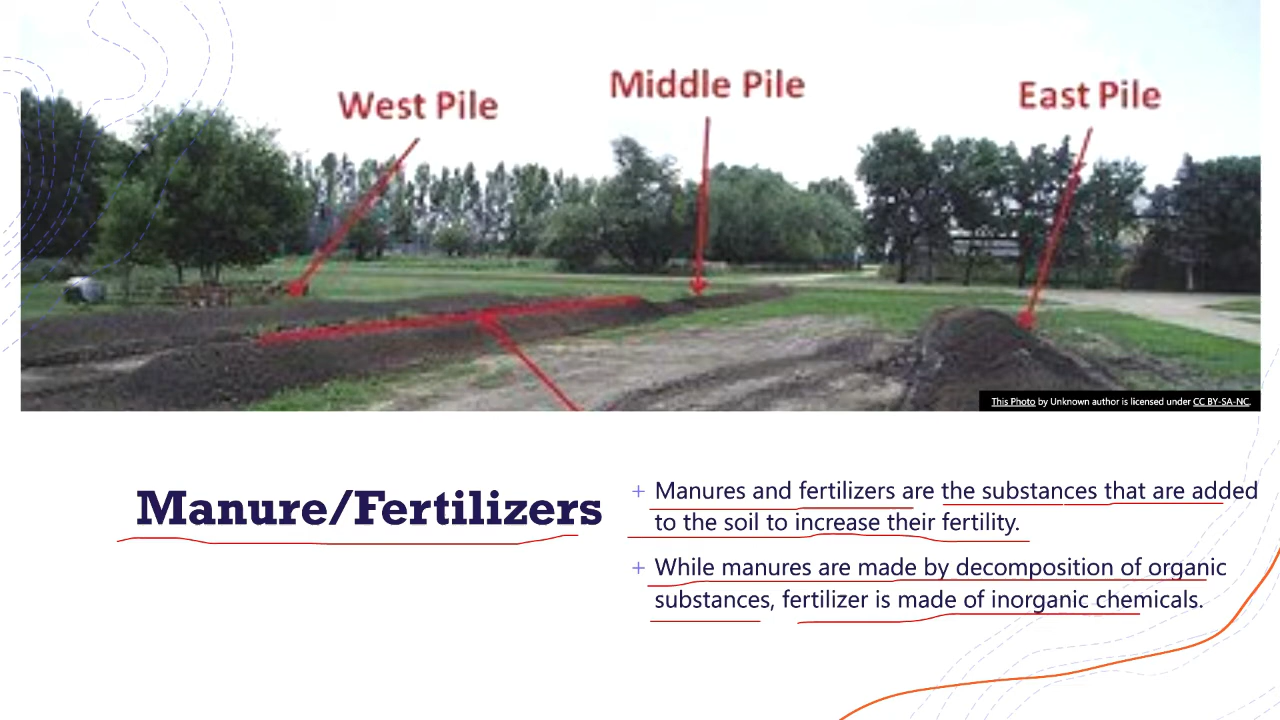 West Pile
Middle Pile
East Pile
This Photo by Unknown author is licensed under CC BY-SA-NC.
Manure/Fertilizers
+ Manures and fertilizers are the substances that are added
to the soil to increase their fertility.
+ While manures are made by decomposition of organic
substances, fertilizer is made of inorganic chemicals.